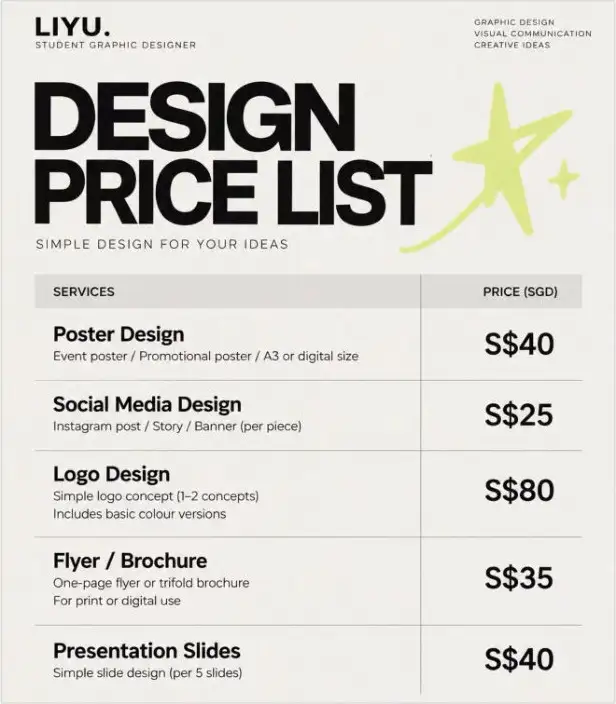 LIYU.
STUDENT GRAPHIC DESIGNER
GRAPHIC DESIGN
VISUAL COMMUNICATION
CREATIVE IDEAS
DESIGN
PRICE LIST
SIMPLE DESIGN FOR YOUR IDEAS
SERVICES
PRICE (SGD)
Poster Design
Event poster / Promotional poster / A3 or digital size
S$40
Social Media Design
Instagram post / Story / Banner (per piece)
S$25
Logo Design
Simple logo concept (1–2 concepts)
Includes basic colour versions
S$80
Flyer / Brochure
One-page flyer or trifold brochure
For print or digital use
S$35
Presentation Slides
Simple slide design (per 5 slides)
S$40